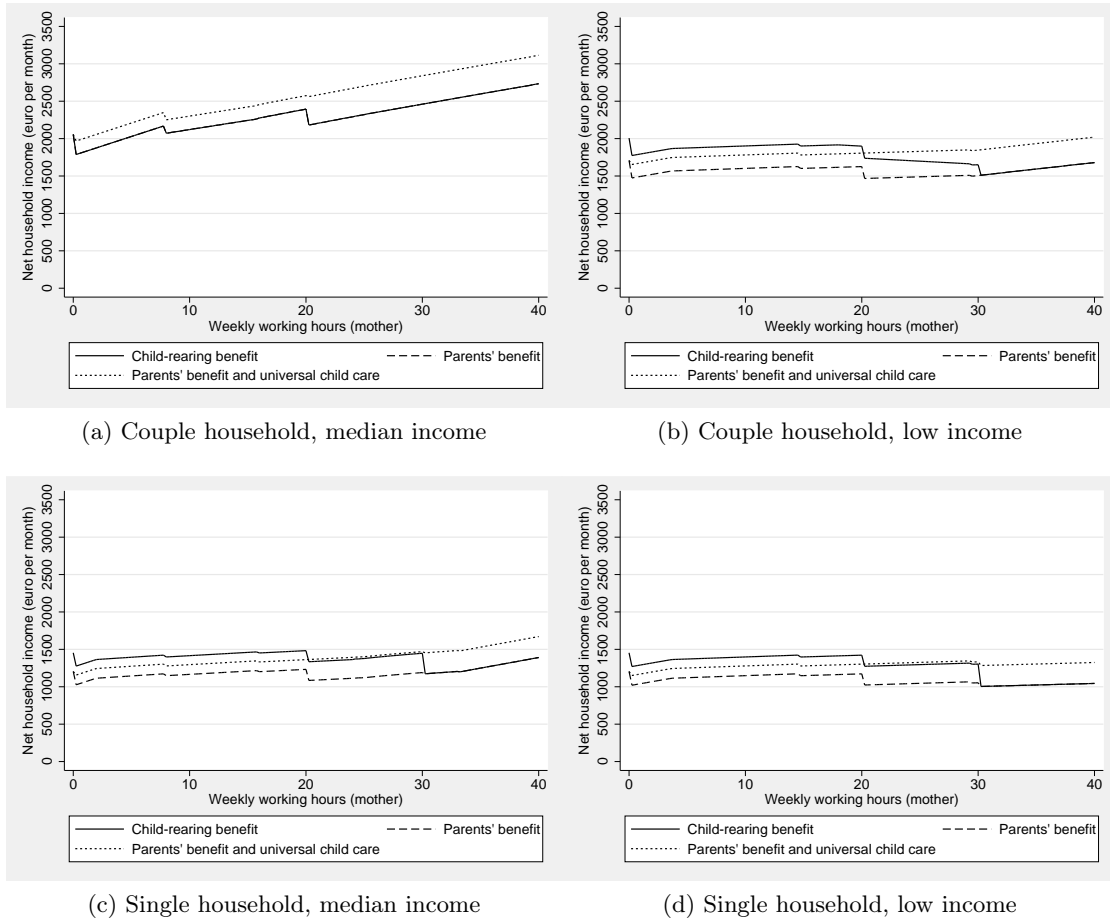 Net household income (euro per month)
0 500 1000 1500 2000 2500 3000 3500
0 10 20 30 40
Weekly working hours (mother)
Child-rearing benefit Parents' benefit
Parents' benefit and universal child care
(a) Couple household, median income
Net household income (euro per month)
0 500 1000 1500 2000 2500 3000 3500
0 10 20 30 40
Weekly working hours (mother)
Child-rearing benefit Parents' benefit
Parents' benefit and universal child care
(b) Couple household, low income
Net household income (euro per month)
0 500 1000 1500 2000 2500 3000 3500
0 10 20 30 40
Weekly working hours (mother)
Child-rearing benefit Parents' benefit
Parents' benefit and universal child care
(c) Single household, median income
Net household income (euro per month)
0 500 1000 1500 2000 2500 3000 3500
0 10 20 30 40
Weekly working hours (mother)
Child-rearing benefit Parents' benefit
Parents' benefit and universal child care
(d) Single household, low income